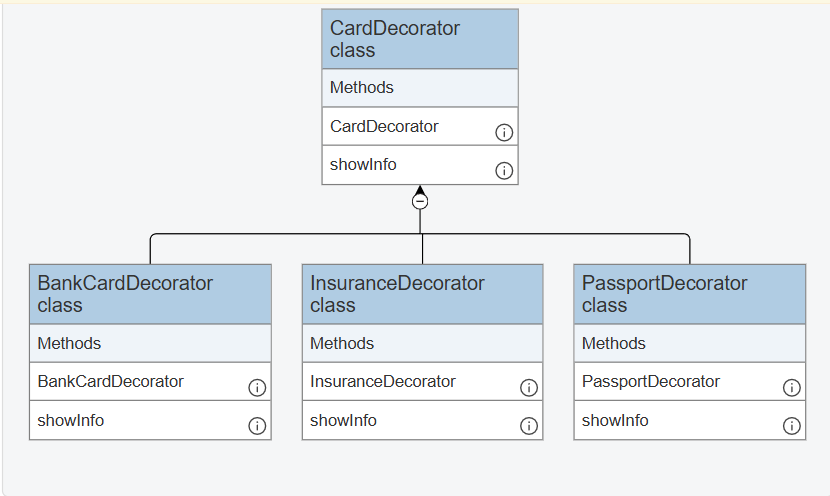 CardDecorator
class
Methods
CardDecorator
showInfo
BankCardDecorator
class
Methods
BankCardDecorator
showInfo
InsuranceDecorator
class
Methods
InsuranceDecorator
showInfo
PassportDecorator
class
Methods
PassportDecorator
showInfo